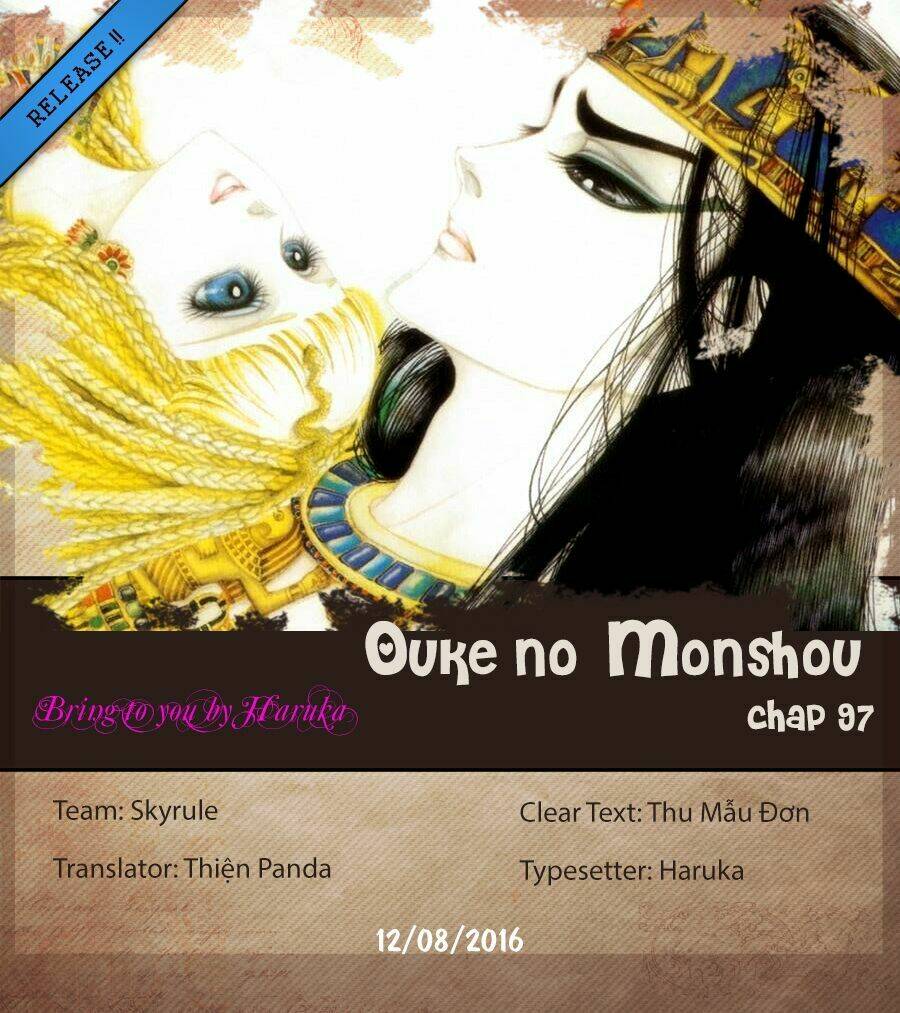 RELEASE!!
Ouke no Monshou
Bring to you by Haruka
chap 97
Team: Skyrule
Clear Text: Thu Mẫu Đơn
Translator: Thiện Panda
Typesetter: Haruka
12/08/2016